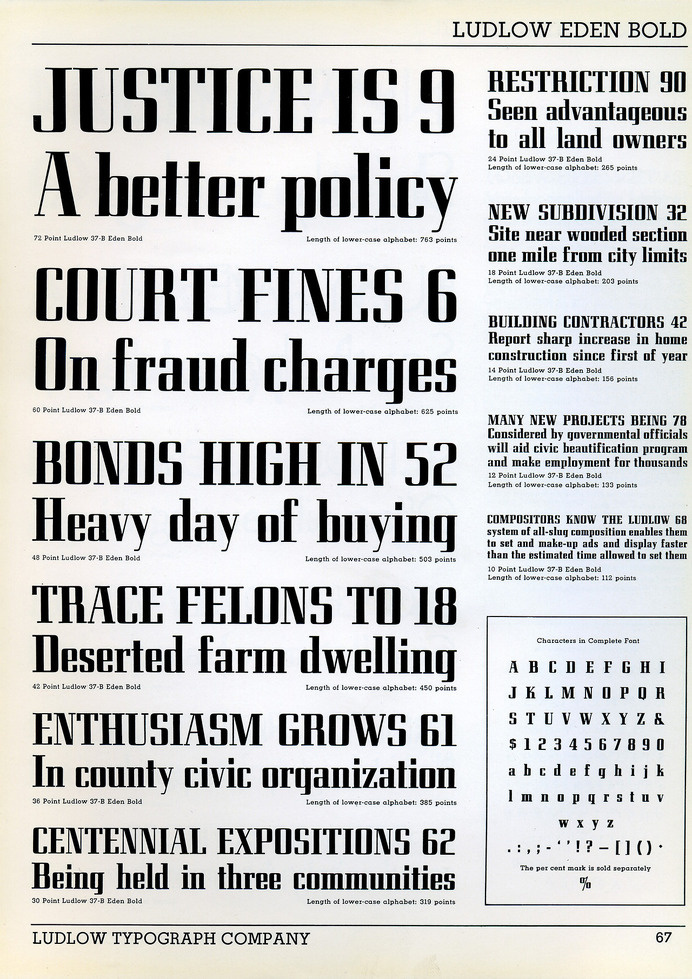 LUDLOW EDEN BOLD
JUSTICE IS 9
A better policy
72 Point Ludlow 37-B Eden Bold Length of lower-case alphabet: 763 points
COURT FINES 6
On fraud charges
60 Point Ludlow 37-B Eden Bold Length of lower-case alphabet: 625 points
BONDS HIGH IN 52
Heavy day of buying
48 Point Ludlow 37-B Eden Bold Length of lower-case alphabet: 503 points
TRACE FELONS TO 18
Deserted farm dwelling
42 Point Ludlow 37-B Eden Bold Length of lower-case alphabet: 450 points
ENTHUSIASM GROWS 61
In county civic organization
36 Point Ludlow 37-B Eden Bold Length of lower-case alphabet: 385 points
CENTENNIAL EXPOSITIONS 62
Being held in three communities
30 Point Ludlow 37-B Eden Bold Length of lower-case alphabet: 319 points
RESTRICTION 90
Seen advantageous
to all land owners
24 Point Ludlow 37-B Eden Bold
Length of lower-case alphabet: 265 points
NEW SUBDIVISION 32
Site near wooded section
one mile from city limits
18 Point Ludlow 37-B Eden Bold
Length of lower-case alphabet: 203 points
BUILDING CONTRACTORS 42
Report sharp increase in home
construction since first of year
14 Point Ludlow 37-B Eden Bold
Length of lower-case alphabet: 156 points
MANY NEW PROJECTS BEING 78
Considered by governmental officials
will aid civic beautification program
and make employment for thousands
12 Point Ludlow 37-B Eden Bold
Length of lower-case alphabet: 133 points
COMPOSITORS KNOW THE LUDLOW 68
system of all-slug composition enables them
to set and make-up ads and display faster
than the estimated time allowed to set them
10 Point Ludlow 37-B Eden Bold
Length of lower-case alphabet: 112 points
Characters in Complete Font
A B C D E F G H I
J K L M N O P Q R
S T U V W X Y Z &
$ 1 2 3 4 5 6 7 8 9 0
a b c d e f g h i j k
l m n o p q r s t u v
w x y z
. : , ; - ‘ ’ ! ? – [ ] ( ) ·
The per cent mark is sold separately
%
LUDLOW TYPOGRAPH COMPANY 67